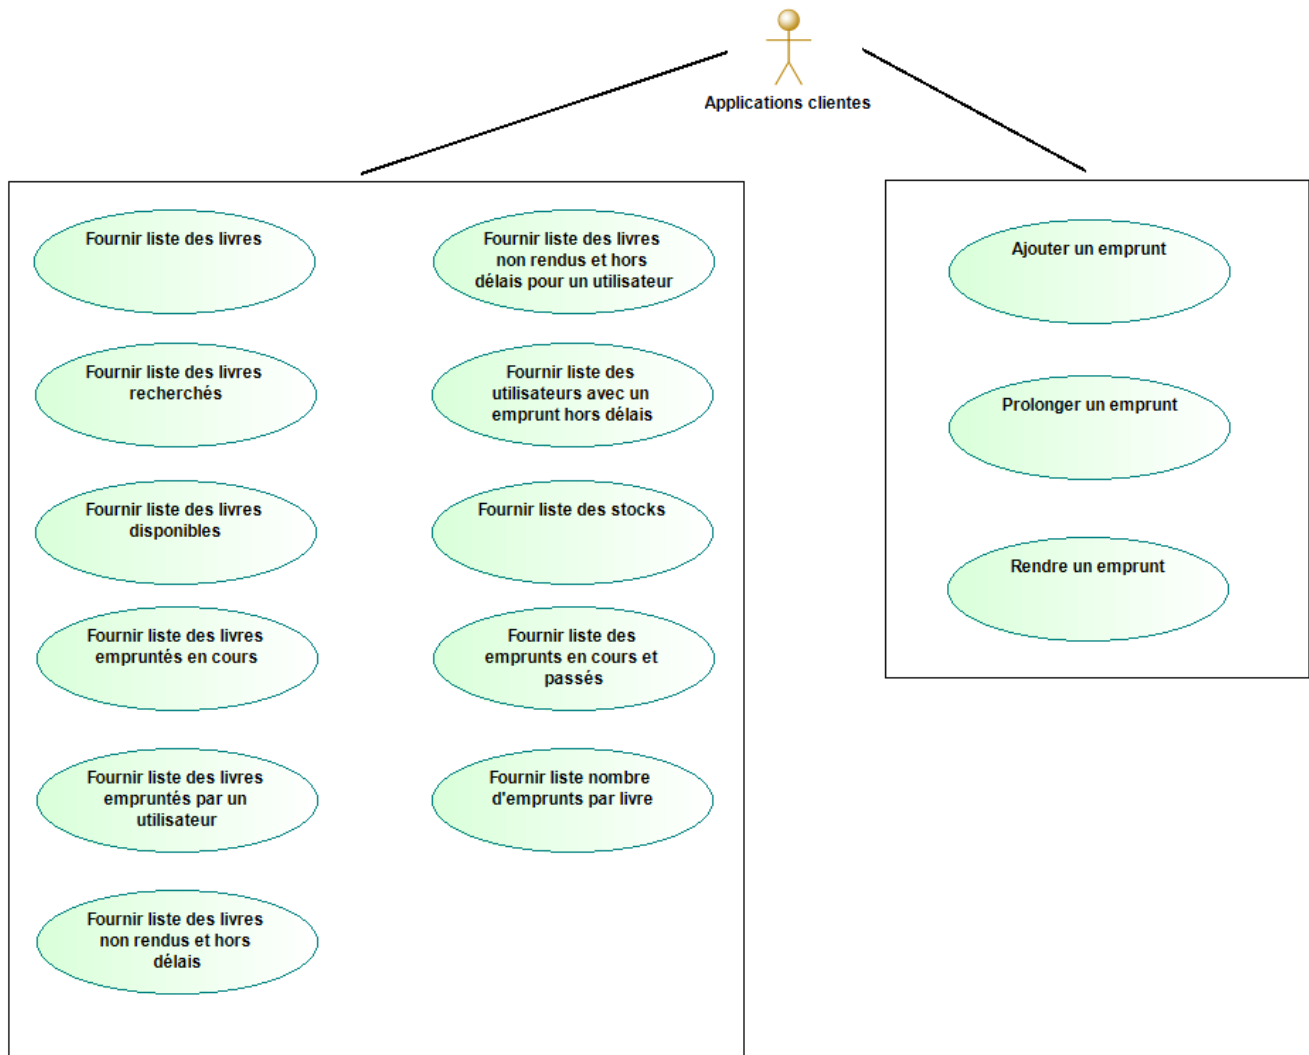 Applications clientes
Fournir liste des livres
Fournir liste des livres
recherchés
Fournir liste des livres
disponibles
Fournir liste des livres
empruntés en cours
Fournir liste des livres
empruntés par un
utilisateur
Fournir liste des livres
non rendus et hors
délais
Fournir liste des livres
non rendus et hors
délais pour un utilisateur
Fournir liste des
utilisateurs avec un
emprunt hors délais
Fournir liste des stocks
Fournir liste des
emprunts en cours et
passés
Fournir liste nombre
d'emprunts par livre
Ajouter un emprunt
Prolonger un emprunt
Rendre un emprunt